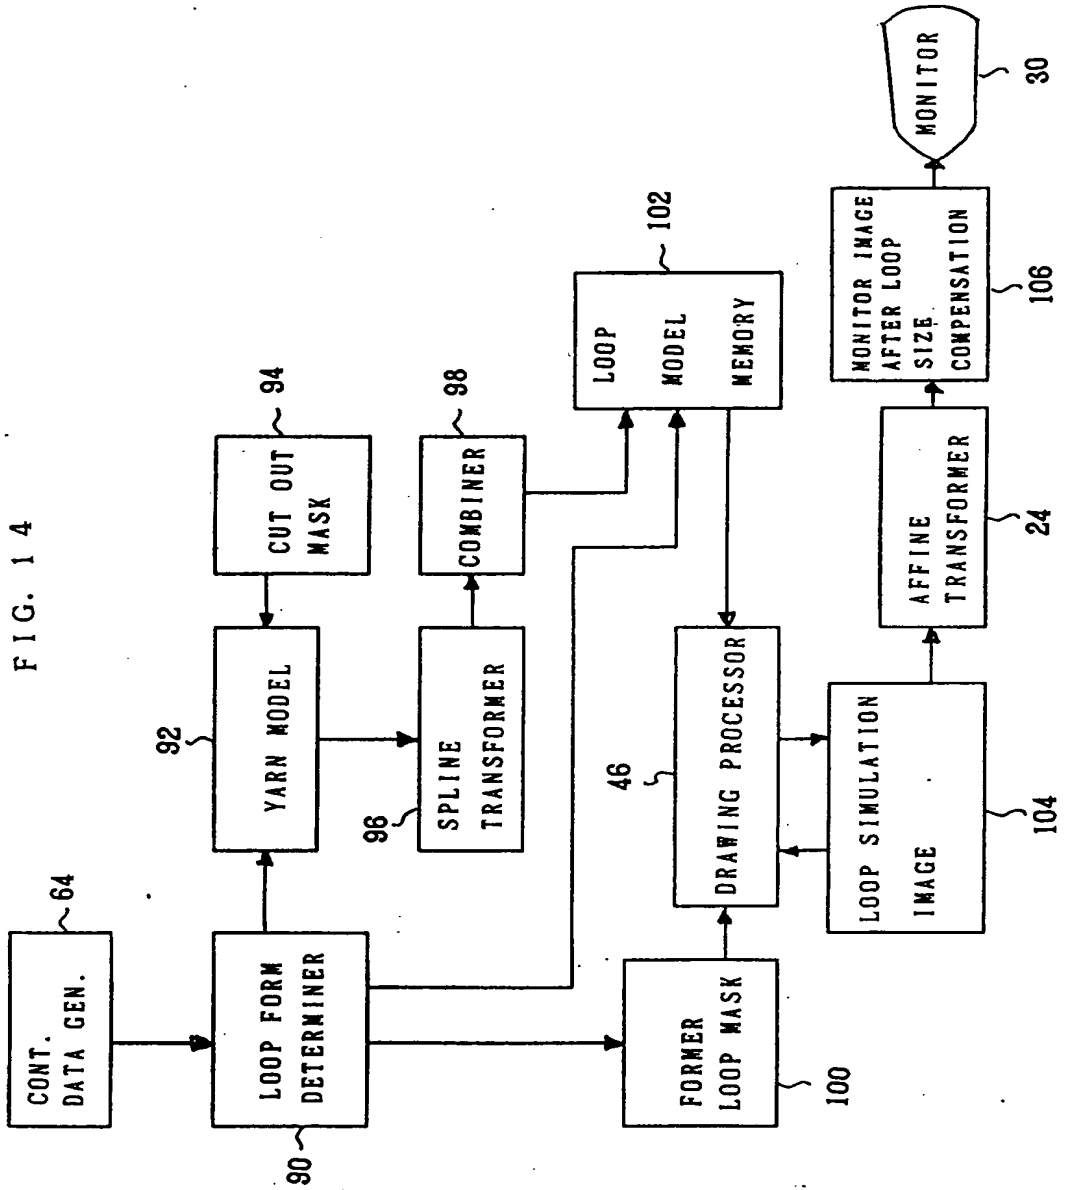 FIG. 14
CONT.
DATA GEN.
64
LOOP FORM
DETERMINER
90
YARN MODEL
92
CUT OUT
MASK
94
SPLINE
TRANSFORMER
96
COMBINER
98
FORMER
LOOP MASK
100
DRAWING PROCESSOR
46
LOOP
MODEL
MEMORY
102
LOOP SIMULATION
IMAGE
104
AFFINE
TRANSFORMER
24
MONITOR IMAGE
AFTER LOOP
SIZE
COMPENSATION
106
MONITOR
30